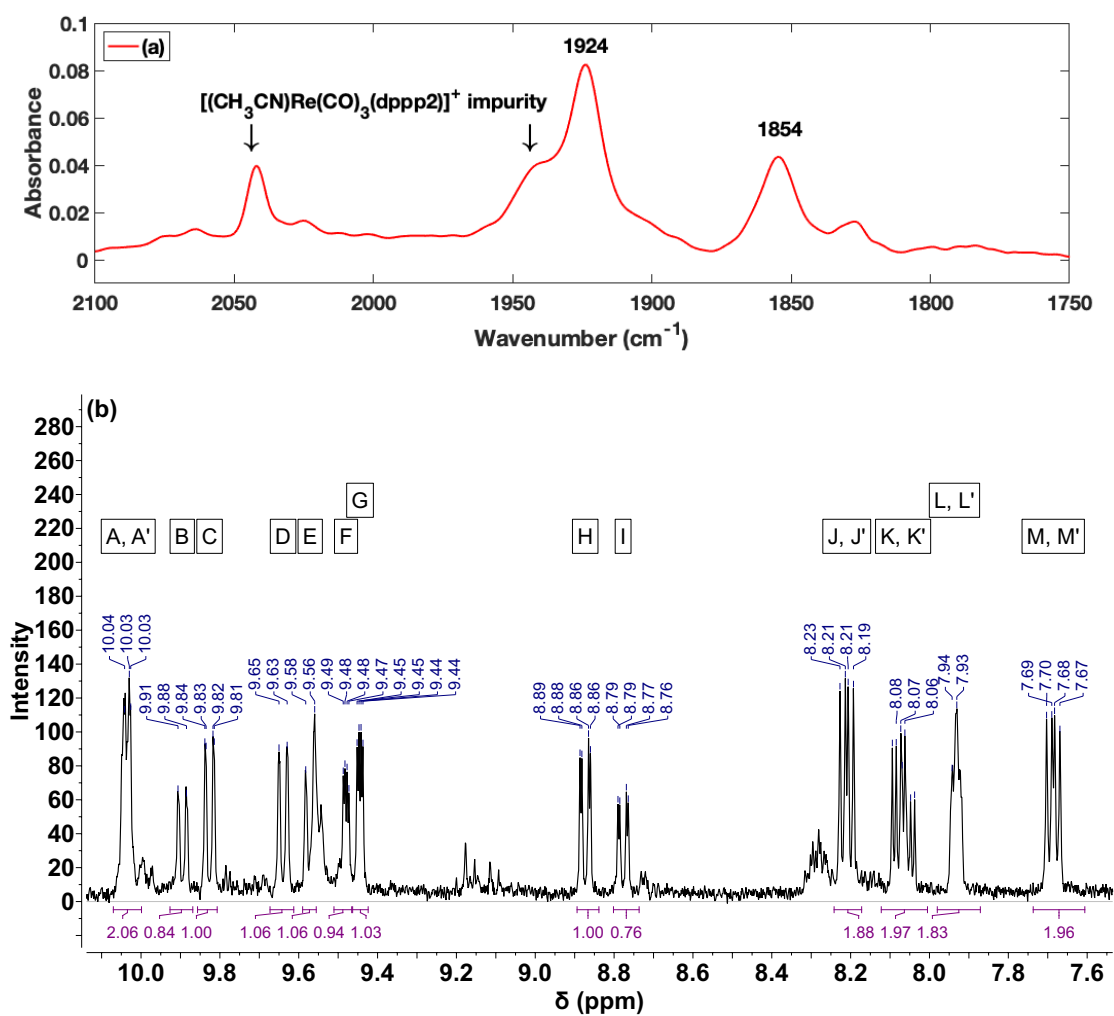 0.1
(a)
1924
0.08
[(CH3CN)Re(CO)3(dppp2)]+ impurity
0.06
1854
0.04
0.02
0
Absorbance
2100 2050 2000 1950 1900 1850 1800 1750
Wavenumber (cm-1)
(b)
280
260
240
220
200
180
160
140
120
100
80
60
40
20
0
Intensity
G
L, L'
A, A' B C D E F H I J, J' K, K' M, M'
10.04 10.03 10.03 9.91 9.88 9.84 9.83 9.82 9.81 9.65 9.63 9.58 9.56 9.49 9.48 9.48 9.47 9.45 9.45 9.44 9.44 8.89 8.88 8.86 8.86 8.79 8.79 8.77 8.76 8.23 8.21 8.21 8.19 8.08 8.07 8.06 7.94 7.93 7.69 7.70 7.68 7.67
2.06 0.84 1.00 1.06 1.06 0.94 1.03 1.00 0.76 1.88 1.97 1.83 1.96
10.0 9.8 9.6 9.4 9.2 9.0 8.8 8.6 8.4 8.2 8.0 7.8 7.6
δ (ppm)